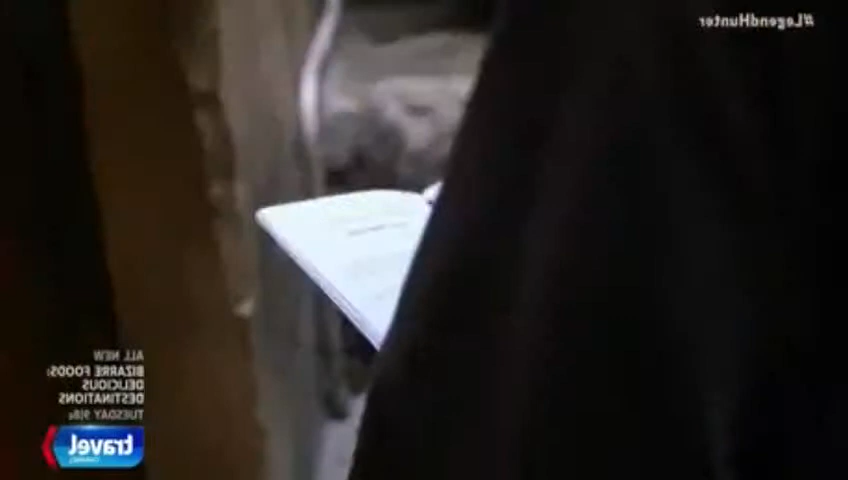 #LegendHunter
ALL NEW
BIZARRE FOODS:
DELICIOUS
DESTINATIONS
TUESDAY 9|8c
travel